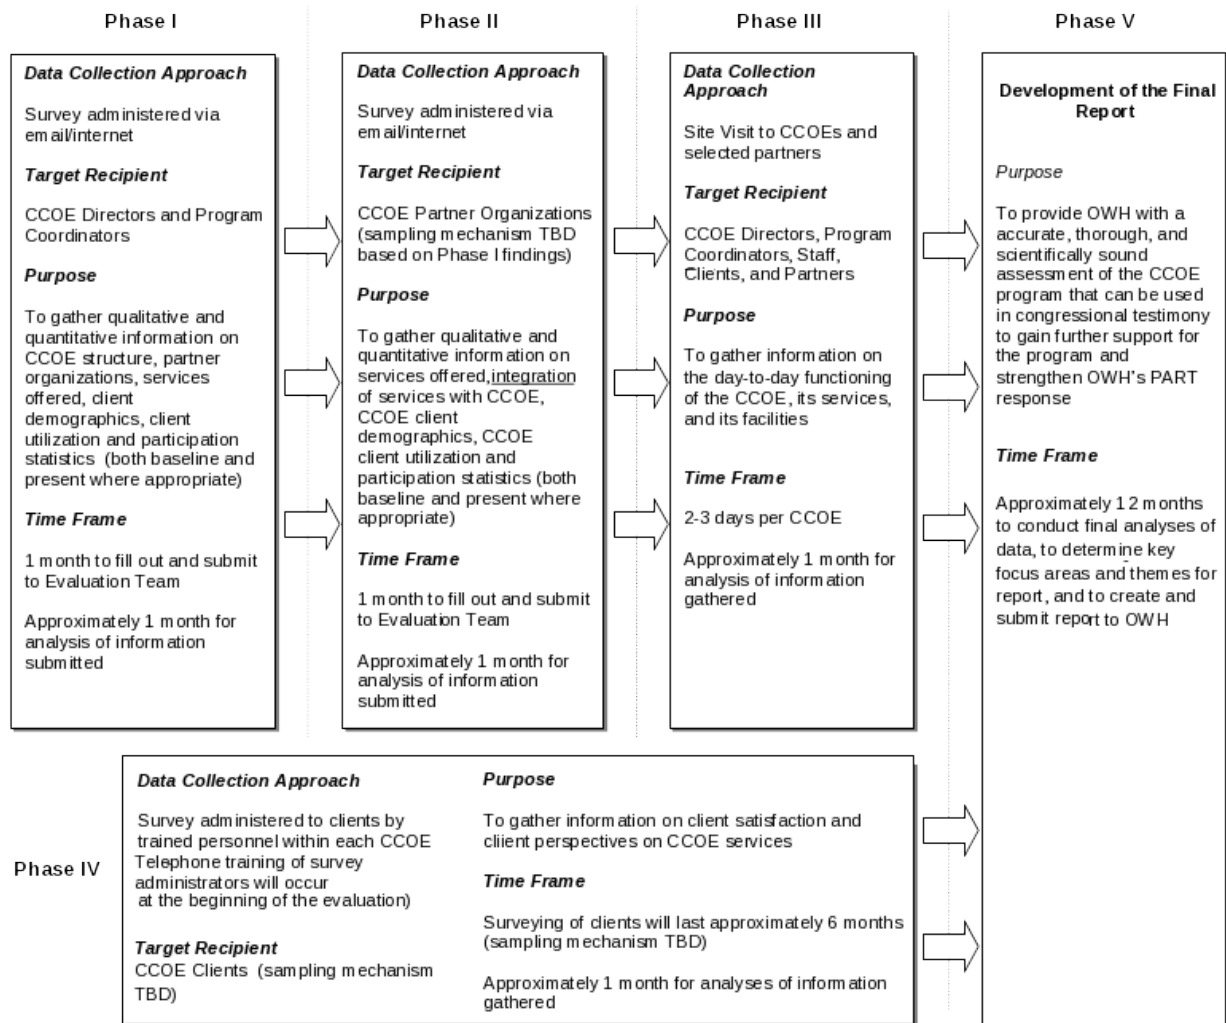 Phase I
Phase II
Phase III
Phase V
Data Collection Approach
Survey administered via
email/internet
Target Recipient
CCOE Directors and Program
Coordinators
Purpose
To gather qualitative and
quantitative information on
CCOE structure, partner
organizations, services
offered, client
demographics, client
utilization and participation
statistics (both baseline and
present where appropriate)
Time Frame
1 month to fill out and submit
to Evaluation Team
Approximately 1 month for
analysis of information
submitted
Data Collection Approach
Survey administered via
email/internet
Target Recipient
CCOE Partner Organizations
(sampling mechanism TBD
based on Phase I findings)
Purpose
To gather qualitative and
quantitative information on
services offered, integration
of services with CCOE,
CCOE client
demographics, CCOE
client utilization and
participation statistics (both
baseline and present where
appropriate)
Time Frame
1 month to fill out and submit
to Evaluation Team
Approximately 1 month for
analysis of information
submitted
Data Collection
Approach
Site Visit to CCOEs and
selected partners
Target Recipient
CCOE Directors, Program
Coordinators, Staff,
Clients, and Partners
Purpose
To gather information on
the day-to-day functioning
of the CCOE, its services,
and its facilities
Time Frame
2-3 days per CCOE
Approximately 1 month for
analysis of information
gathered
Development of the Final
Report
Purpose
To provide OWH with a
accurate, thorough, and
scientifically sound
assessment of the CCOE
program that can be used
in congressional testimony
to gain further support for
the program and
strengthen OWH's PART
response
Time Frame
Approximately 12 months
to conduct final analyses of
data, to determine key
focus areas and themes for
report, and to create and
submit report to OWH
Phase IV
Data Collection Approach
Survey administered to clients by
trained personnel within each CCOE
Telephone training of survey
administrators will occur
at the beginning of the evaluation)
Target Recipient
CCOE Clients (sampling mechanism
TBD)
Purpose
To gather information on client satisfaction and
cliient perspectives on CCOE services
Time Frame
Surveying of clients will last approximately 6 months
(sampling mechanism TBD)
Approximately 1 month for analyses of information
gathered